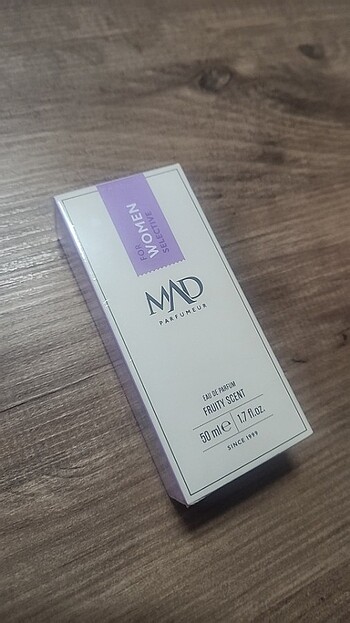 FOR
WOMEN
SELECTIVE
MAD
PARFUMEUR
EAU DE PARFUM
FRUITY SCENT
50 ml ℮ 1.7 fl.oz.
SINCE 1999